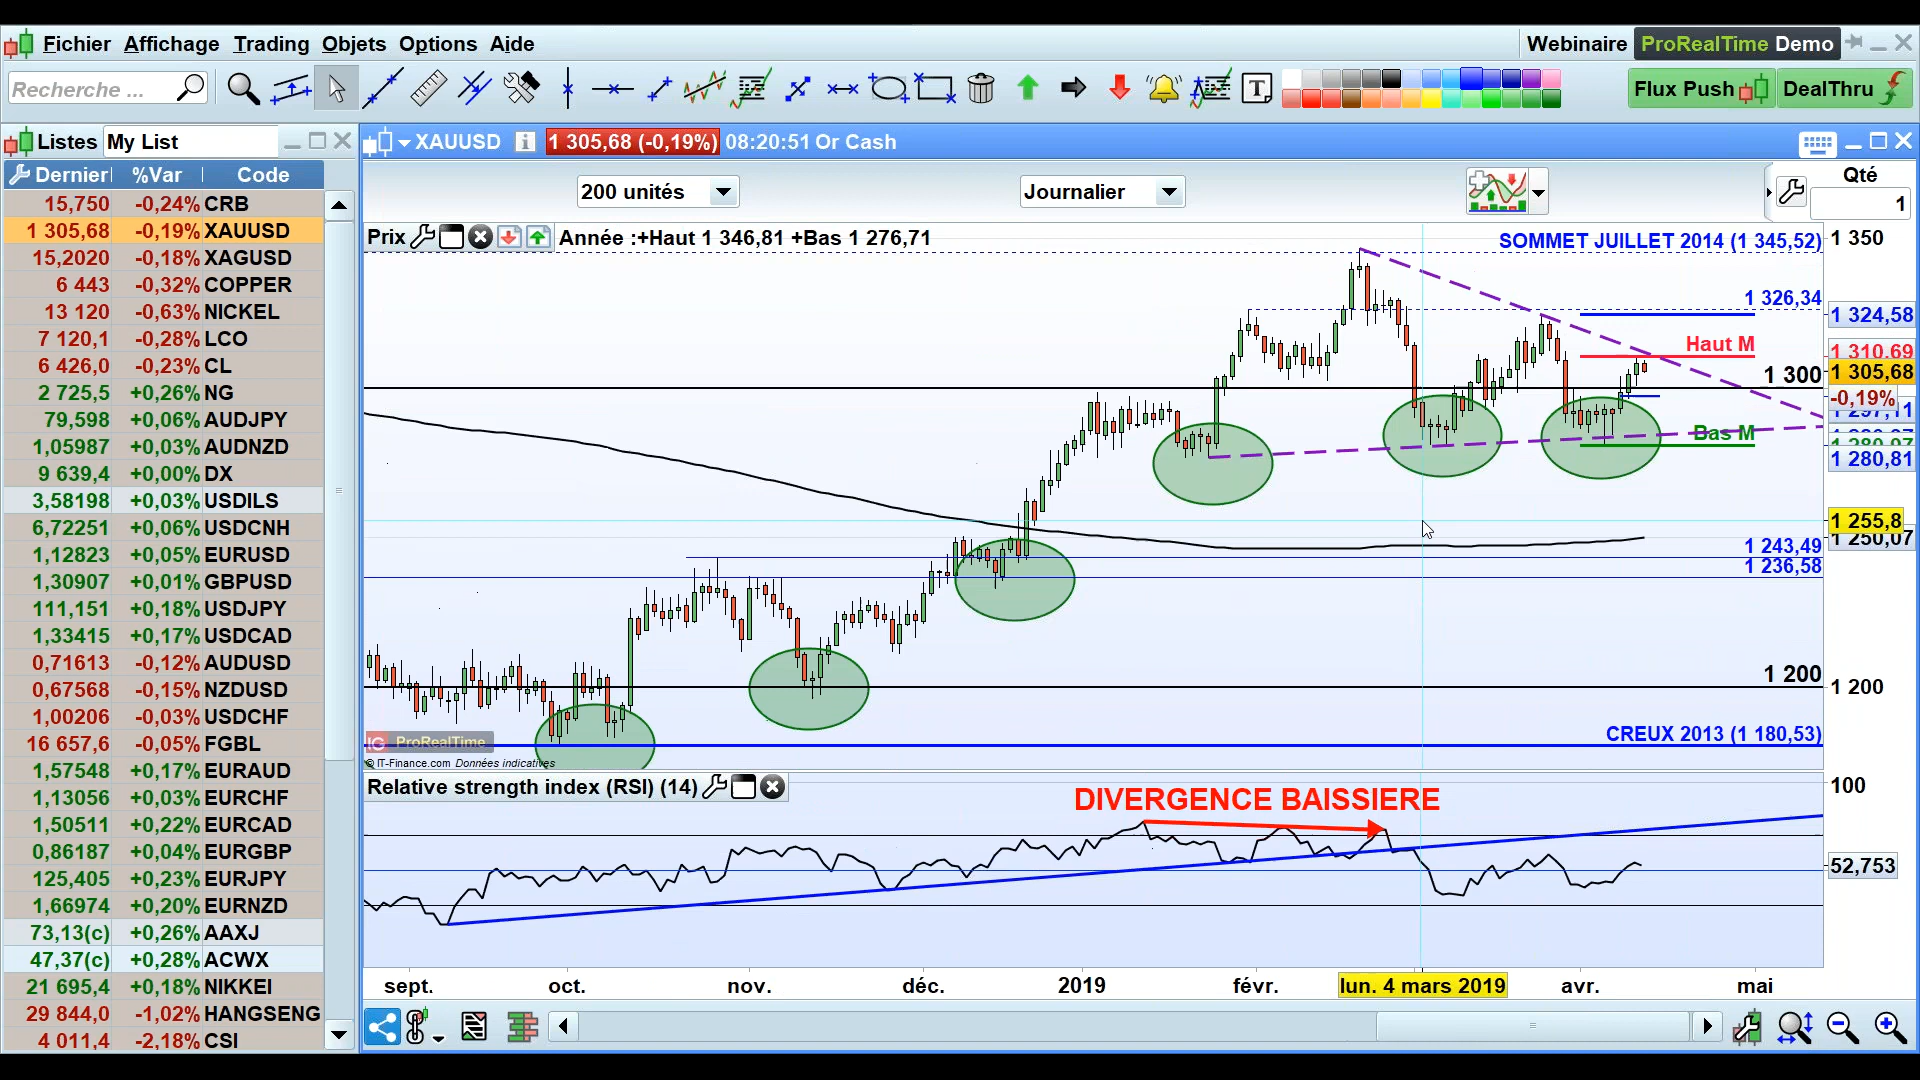 Fichier Affichage Trading Objets Options Aide
Webinaire ProRealTime Demo
Recherche ...
T
Flux Push DealThru
Listes My List
Dernier %Var Code
15,750 -0,24% CRB
1 305,68 -0,19% XAUUSD
15,2020 -0,18% XAGUSD
6 443 -0,32% COPPER
13 120 -0,63% NICKEL
7 120,1 -0,28% LCO
6 426,0 -0,23% CL
2 725,5 +0,26% NG
79,598 +0,06% AUDJPY
1,05987 +0,03% AUDNZD
9 639,4 +0,00% DX
3,58198 +0,03% USDILS
6,72251 +0,06% USDCNH
1,12823 +0,05% EURUSD
1,30907 +0,01% GBPUSD
111,151 +0,18% USDJPY
1,33415 +0,17% USDCAD
0,71613 -0,12% AUDUSD
0,67568 -0,15% NZDUSD
1,00206 -0,03% USDCHF
16 657,6 -0,05% FGBL
1,57548 +0,17% EURAUD
1,13056 +0,03% EURCHF
1,50511 +0,22% EURCAD
0,86187 +0,04% EURGBP
125,405 +0,23% EURJPY
1,66974 +0,20% EURNZD
73,13(c) +0,26% AAXJ
47,37(c) +0,28% ACWX
21 695,4 +0,18% NIKKEI
29 844,0 -1,02% HANGSENG
4 011,4 -2,18% CSI
XAUUSD i 1 305,68 (-0,19%) 08:20:51 Or Cash
200 unités
Journalier
Qté
1
Prix Année :+Haut 1 346,81 +Bas 1 276,71
SOMMET JUILLET 2014 (1 345,52)
1 350
1 326,34
1 324,58
Haut M
1 310,69
1 300
1 305,68
-0,19%
Bas M
1 280,81
1 255,8
1 250,07
1 243,49
1 236,58
1 200
1 200
CREUX 2013 (1 180,53)
IG ProRealTime
© IT-Finance.com Données indicatives
Relative strength index (RSI) (14)
DIVERGENCE BAISSIERE
100
52,753
sept. oct. nov. déc. 2019 févr. lun. 4 mars 2019 avr. mai